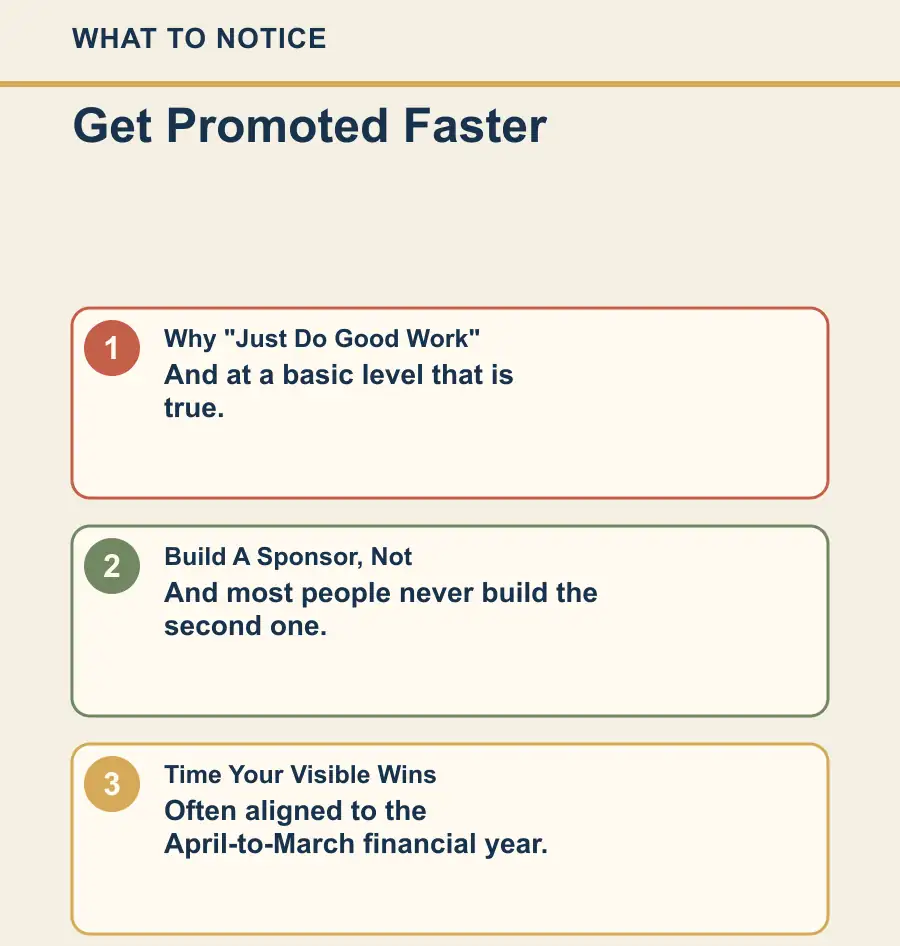 WHAT TO NOTICE
Get Promoted Faster
1
Why "Just Do Good Work"
And at a basic level that is
true.
2
Build A Sponsor, Not
And most people never build the
second one.
3
Time Your Visible Wins
Often aligned to the
April-to-March financial year.